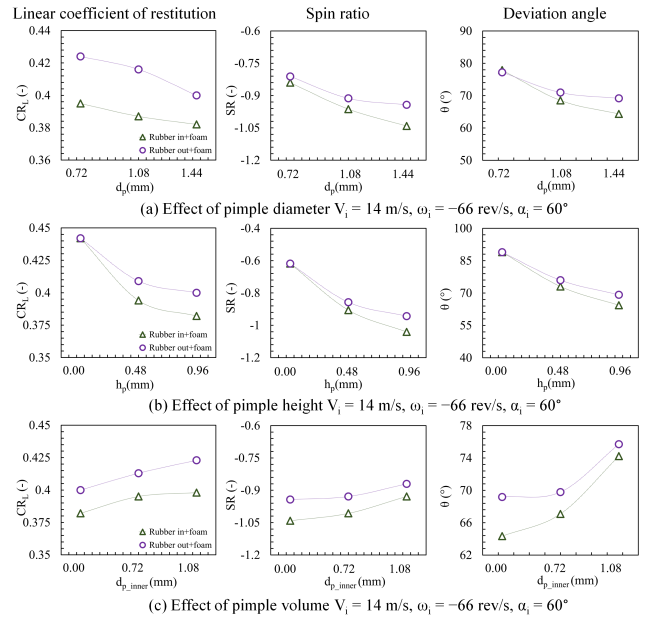 Linear coefficient of restitution
Spin ratio
Deviation angle
0.44
0.42
0.4
0.38
0.36
CR_L (-)
Rubber in+foam
Rubber out+foam
0.72 1.08 1.44
d_p(mm)
-0.6
-0.75
-0.9
-1.05
-1.2
SR (-)
0.72 1.08 1.44
d_p(mm)
90
80
70
60
50
θ (°)
0.72 1.08 1.44
d_p(mm)
(a) Effect of pimple diameter V_i = 14 m/s, ω_i = −66 rev/s, α_i = 60°
0.45
0.425
0.4
0.375
0.35
CR_L (-)
Rubber in+foam
Rubber out+foam
0.00 0.48 0.96
h_p(mm)
-0.4
-0.6
-0.8
-1
-1.2
SR (-)
0.00 0.48 0.96
h_p(mm)
100
85
70
55
40
θ (°)
0.00 0.48 0.96
h_p(mm)
(b) Effect of pimple height V_i = 14 m/s, ω_i = −66 rev/s, α_i = 60°
0.45
0.425
0.4
0.375
0.35
CR_L (-)
Rubber in+foam
Rubber out+foam
0.00 0.72 1.08
d_p_inner(mm)
-0.6
-0.75
-0.9
-1.05
-1.2
SR (-)
0.00 0.72 1.08
d_p_inner(mm)
78
74
70
66
62
θ (°)
0.00 0.72 1.08
d_p_inner(mm)
(c) Effect of pimple volume V_i = 14 m/s, ω_i = −66 rev/s, α_i = 60°